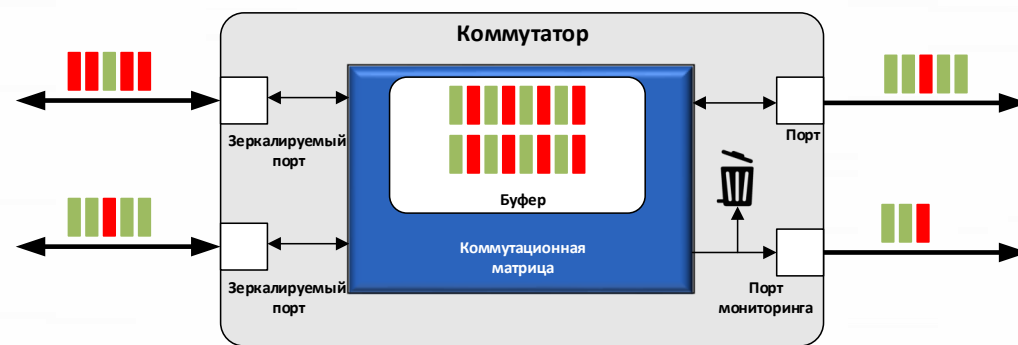 Коммутатор
Зеркалируемый
порт
Порт
Буфер
Коммутационная
матрица
Зеркалируемый
порт
Порт
мониторинга